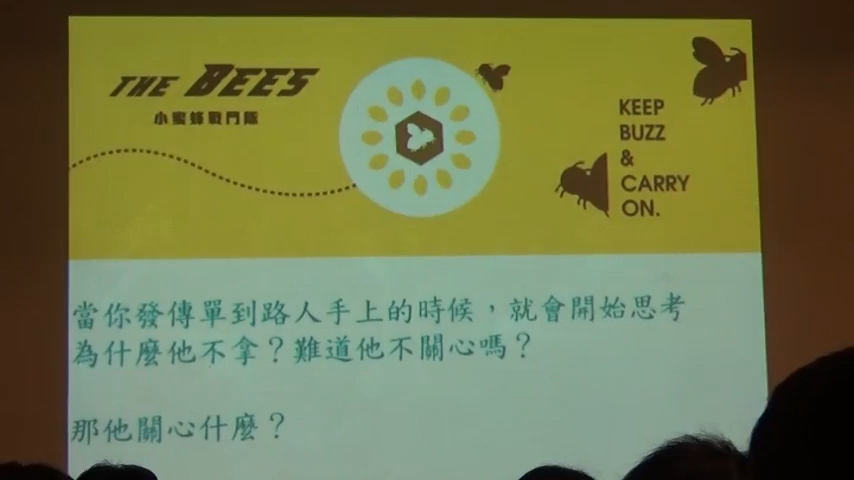 THE BEES
小蜜蜂戰鬥隊
KEEP
BUZZ
&
CARRY
ON.
當你發傳單到路人手上的時候，就會開始思考
為什麼他不拿？難道他不關心嗎？
那他關心什麼？